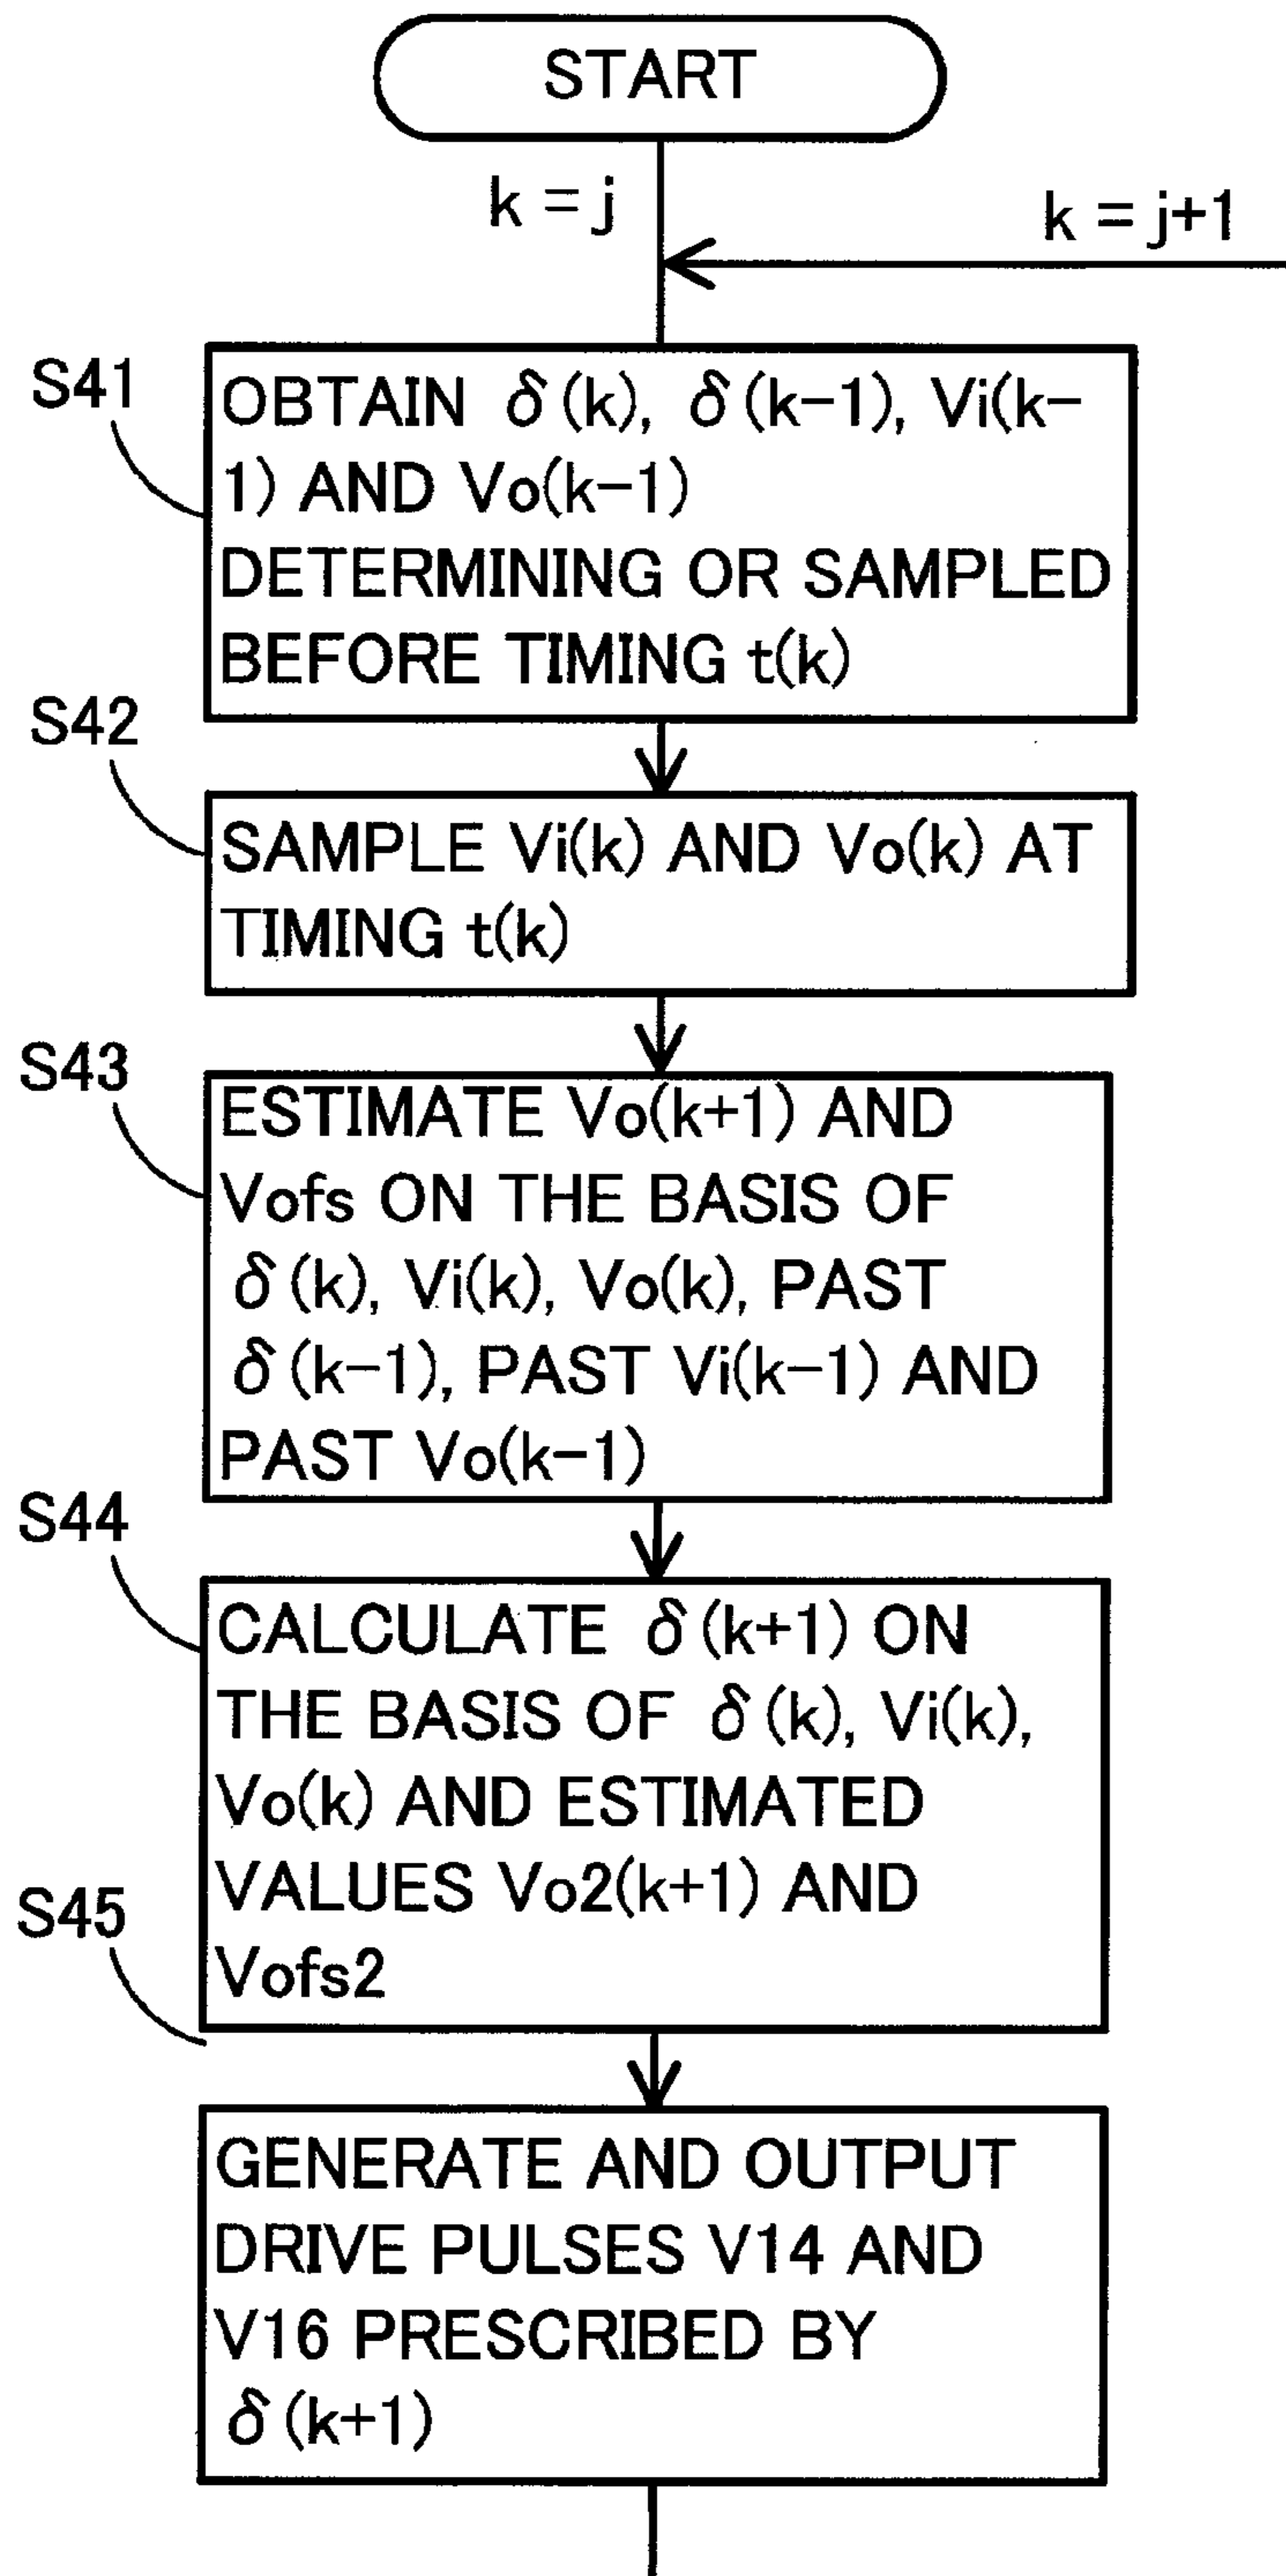 START
k = j
k = j+1
S41
OBTAIN δ(k), δ(k-1), Vi(k-
1) AND Vo(k-1)
DETERMINING OR SAMPLED
BEFORE TIMING t(k)
S42
SAMPLE Vi(k) AND Vo(k) AT
TIMING t(k)
S43
ESTIMATE Vo(k+1) AND
Vofs ON THE BASIS OF
δ(k), Vi(k), Vo(k), PAST
δ(k-1), PAST Vi(k-1) AND
PAST Vo(k-1)
S44
CALCULATE δ(k+1) ON
THE BASIS OF δ(k), Vi(k),
Vo(k) AND ESTIMATED
VALUES Vo2(k+1) AND
Vofs2
S45
GENERATE AND OUTPUT
DRIVE PULSES V14 AND
V16 PRESCRIBED BY
δ(k+1)